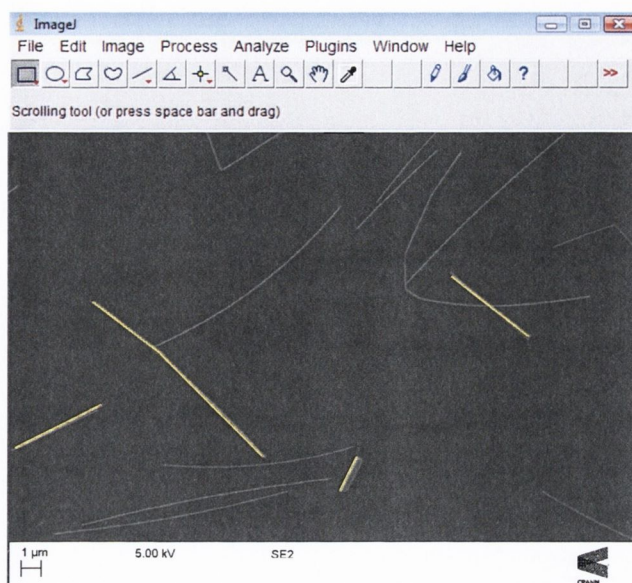 ImageJ
File Edit Image Process Analyze Plugins Window Help
A ? >>
Scrolling tool (or press space bar and drag)
1 µm 5.00 kV SE2
CRANN